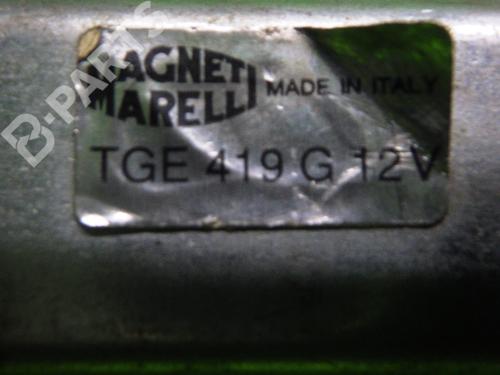 MAGNETI
MARELLI
MADE IN ITALY
TGE 419 G 12V
B-PARTS